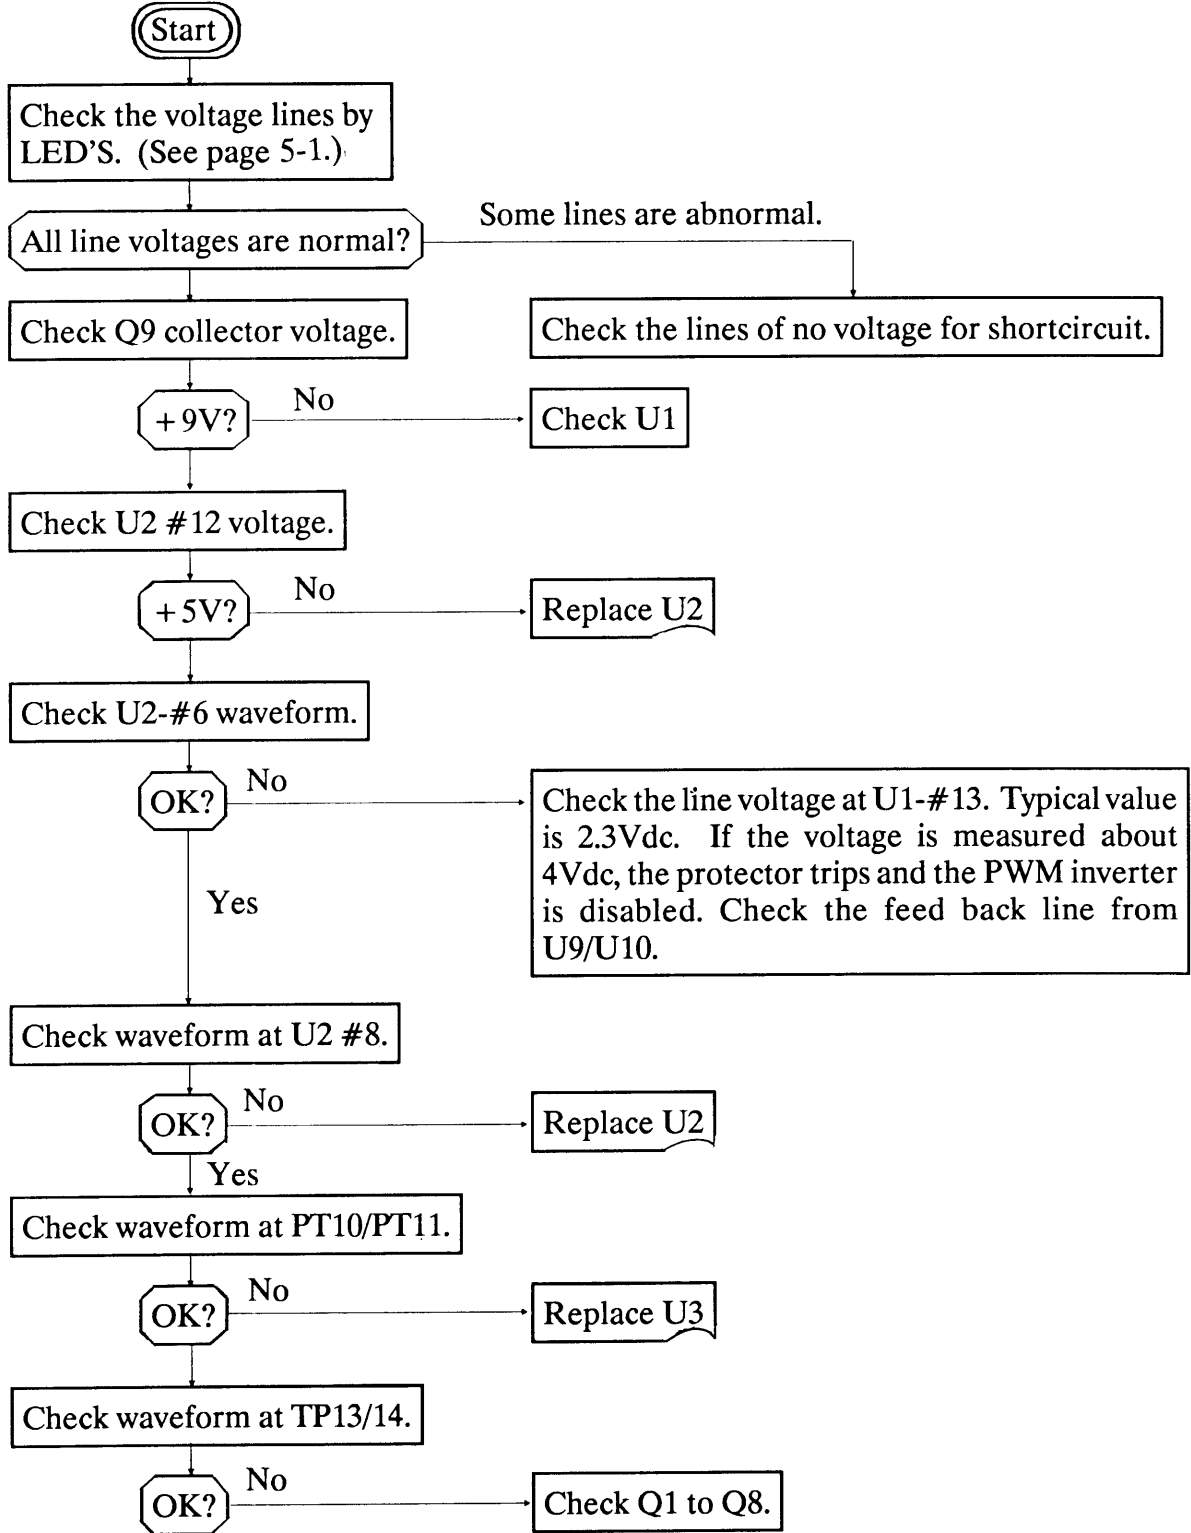 Start
Check the voltage lines by
LED'S. (See page 5-1.)
Some lines are abnormal.
All line voltages are normal?
Check Q9 collector voltage.
Check the lines of no voltage for shortcircuit.
+9V?
No
Check U1
Check U2 #12 voltage.
+5V?
No
Replace U2
Check U2-#6 waveform.
OK?
No
Check the line voltage at U1-#13. Typical value
is 2.3Vdc. If the voltage is measured about
4Vdc, the protector trips and the PWM inverter
is disabled. Check the feed back line from
U9/U10.
Yes
Check waveform at U2 #8.
OK?
No
Replace U2
Yes
Check waveform at PT10/PT11.
OK?
No
Replace U3
Check waveform at TP13/14.
OK?
No
Check Q1 to Q8.